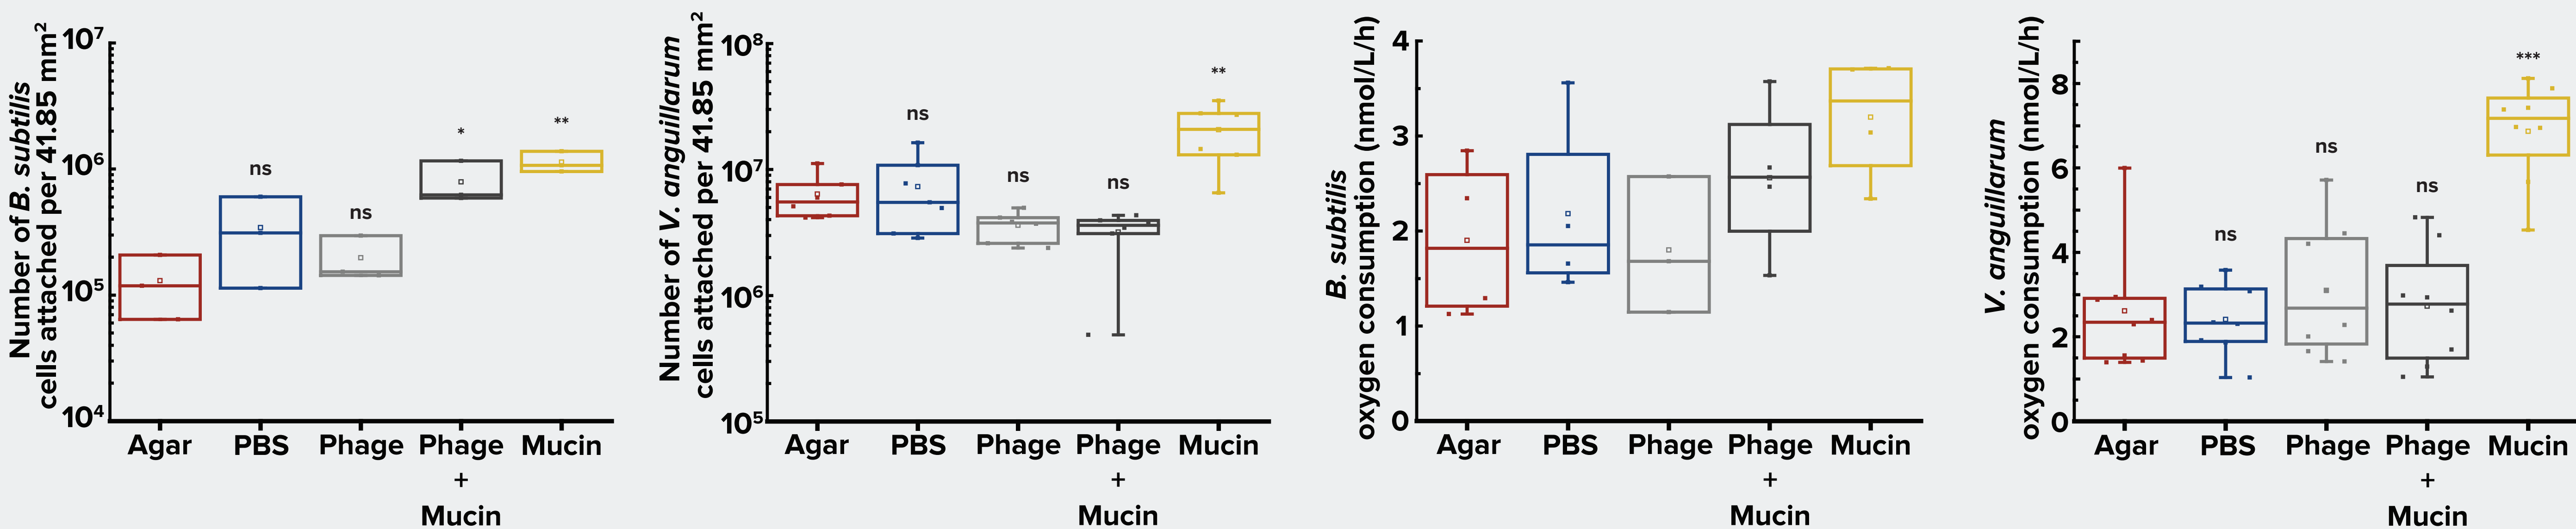 Number of B. subtilis
cells attached per 41.85 mm²
10⁷
10⁶
10⁵
10⁴
ns
ns
*
**
Agar
PBS
Phage
Phage
+
Mucin
Mucin
Number of V. anguillarum
cells attached per 41.85 mm²
10⁸
10⁷
10⁶
10⁵
ns
ns
ns
**
Agar
PBS
Phage
Phage
+
Mucin
Mucin
B. subtilis
oxygen consumption (nmol/L/h)
4
3
2
1
0
Agar
PBS
Phage
Phage
+
Mucin
Mucin
V. anguillarum
oxygen consumption (nmol/L/h)
8
6
4
2
0
ns
ns
ns
***
Agar
PBS
Phage
Phage
+
Mucin
Mucin